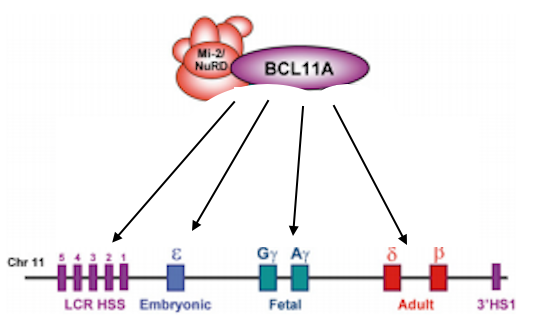 Mi-2/
NuRD
BCL11A
ε Gγ Aγ δ β
Chr 11 5 4 3 2 1
LCR HSS Embryonic Fetal Adult 3'HS1